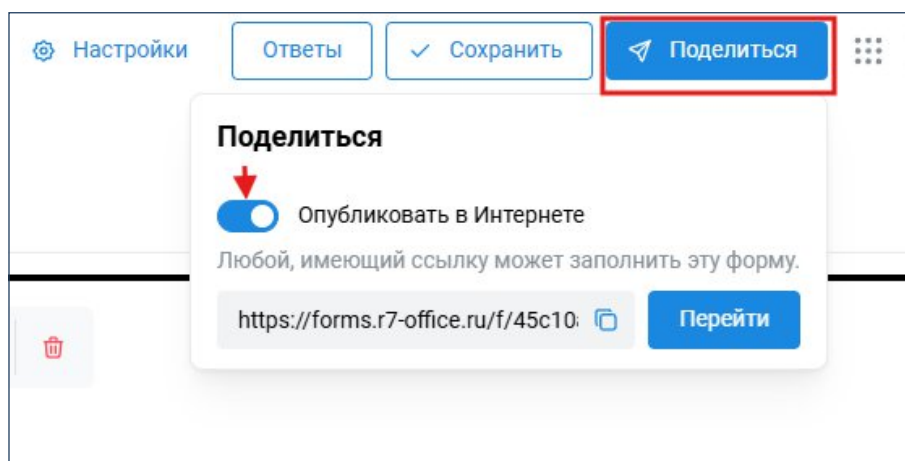 Настройки
Ответы
Сохранить
Поделиться
Поделиться
Опубликовать в Интернете
Любой, имеющий ссылку может заполнить эту форму.
https://forms.r7-office.ru/f/45c10
Перейти